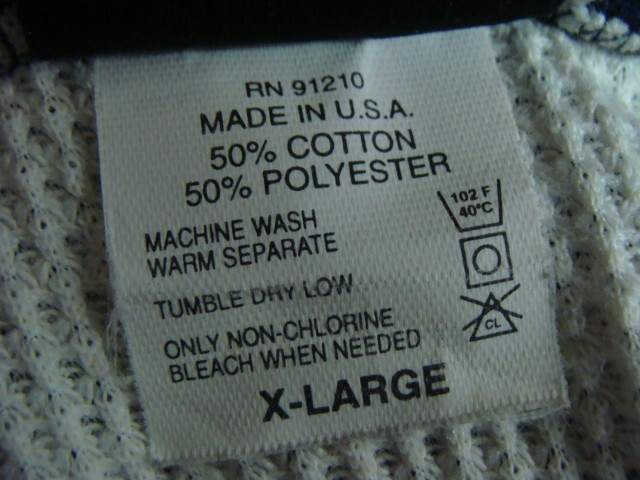 RN 91210
MADE IN U.S.A.
50% COTTON
50% POLYESTER
MACHINE WASH
WARM SEPARATE
TUMBLE DRY LOW
ONLY NON-CHLORINE
BLEACH WHEN NEEDED
102 F
40°C
CL
X-LARGE